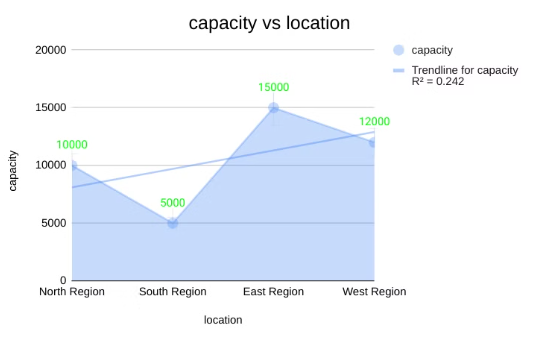 capacity vs location
20000
15000
10000
5000
0
capacity
10000
5000
15000
12000
North Region
South Region
East Region
West Region
location
capacity
Trendline for capacity
R² = 0.242